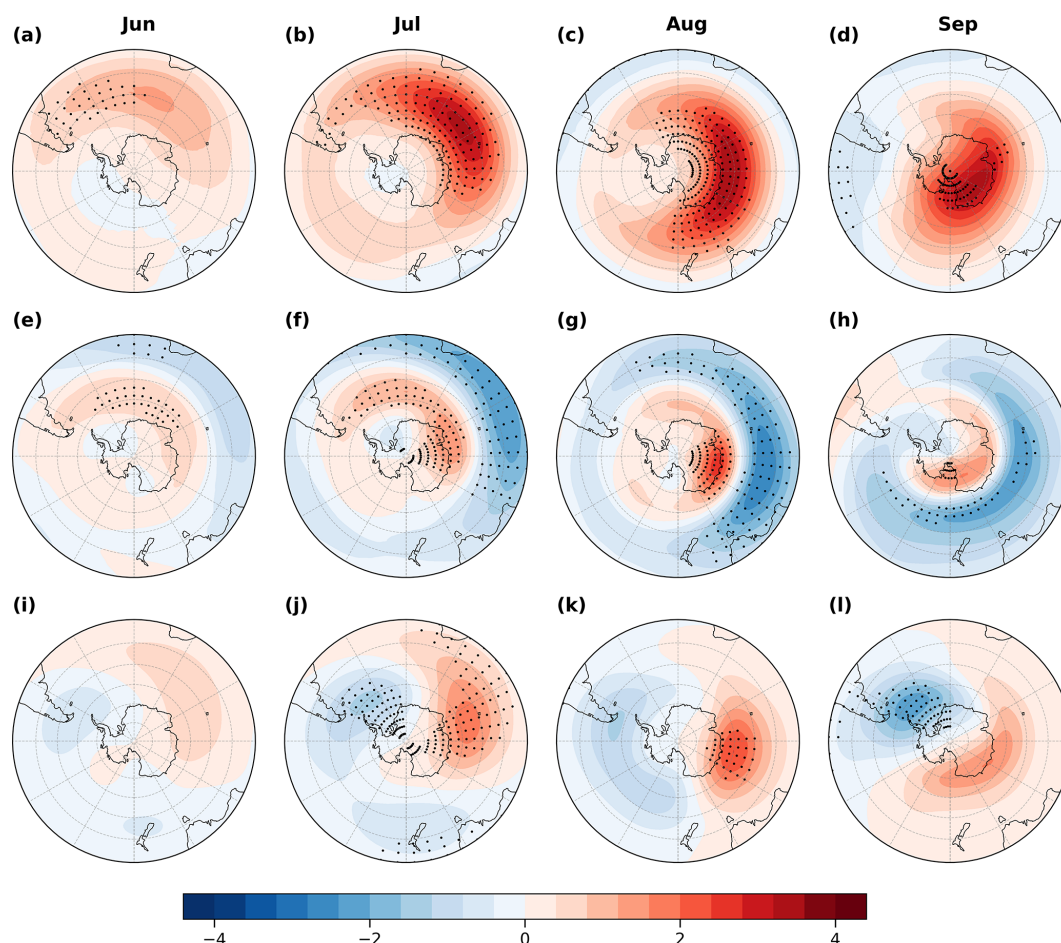 Jun Jul Aug Sep
(a) (b) (c) (d)
(e) (f) (g) (h)
(i) (j) (k) (l)
−4 −2 0 2 4